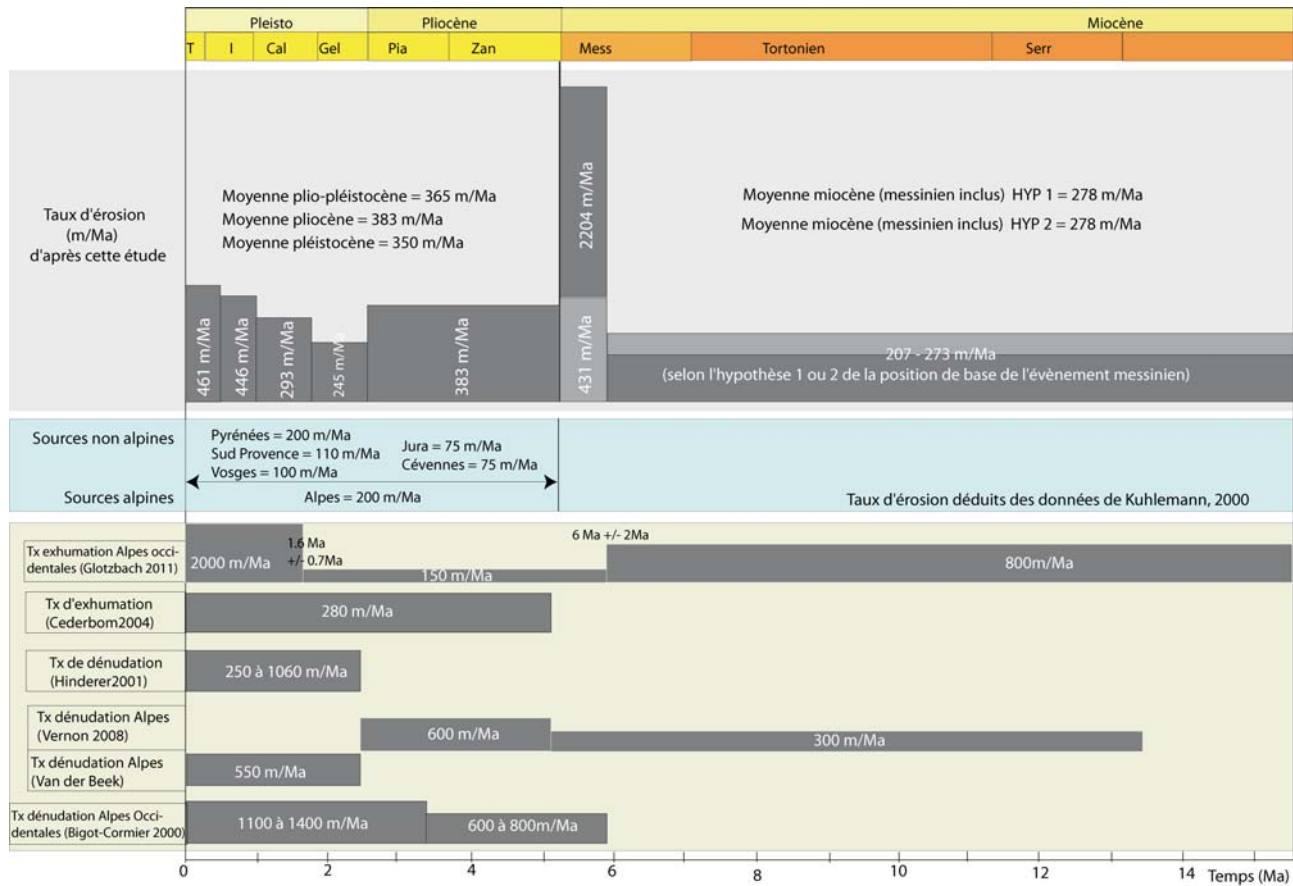 Pleisto
Pliocène
Miocène
T
I
Cal
Gel
Pia
Zan
Mess
Tortonien
Serr
Taux d'érosion
(m/Ma)
d'après cette étude
Moyenne plio-pléistocène = 365 m/Ma
Moyenne pliocène = 383 m/Ma
Moyenne pléistocène = 350 m/Ma
Moyenne miocène (messinien inclus) HYP 1 = 278 m/Ma
Moyenne miocène (messinien inclus) HYP 2 = 278 m/Ma
461 m/Ma
446 m/Ma
293 m/Ma
245 m/Ma
383 m/Ma
2204 m/Ma
431 m/Ma
207 - 273 m/Ma
(selon l'hypothèse 1 ou 2 de la position de base de l'évènement messinien)
Sources non alpines
Pyrénées = 200 m/Ma
Sud Provence = 110 m/Ma
Vosges = 100 m/Ma
Jura = 75 m/Ma
Cévennes = 75 m/Ma
Sources alpines
Alpes = 200 m/Ma
Taux d'érosion déduits des données de Kuhlemann, 2000
Tx exhumation Alpes occi-
dentales (Glotzbach 2011)
2000 m/Ma
1.6 Ma
+/- 0.7Ma
150 m/Ma
6 Ma +/- 2Ma
800m/Ma
Tx d'exhumation
(Cederbom2004)
280 m/Ma
Tx de dénudation
(Hinderer2001)
250 à 1060 m/Ma
Tx dénudation Alpes
(Vernon 2008)
600 m/Ma
300 m/Ma
Tx dénudation Alpes
(Van der Beek)
550 m/Ma
Tx dénudation Alpes Occi-
dentales (Bigot-Cormier 2000)
1100 à 1400 m/Ma
600 à 800m/Ma
0
2
4
6
8
10
12
14
Temps (Ma)